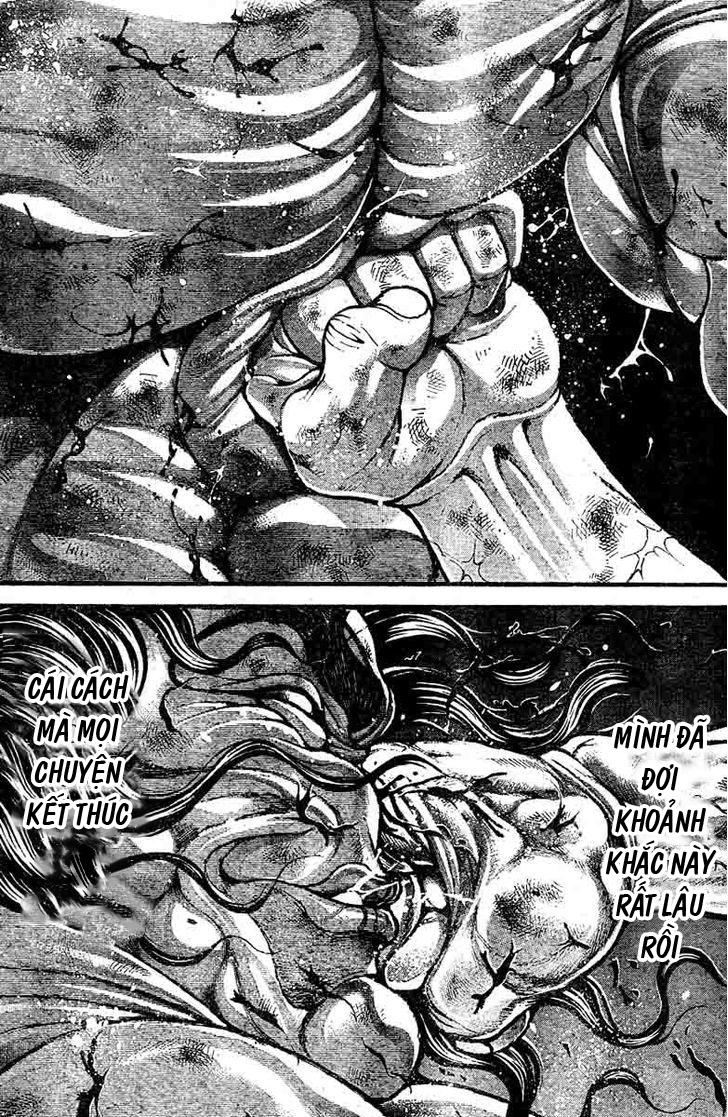 MÌNH ĐÃ
ĐỢI
KHOẢNH
KHẮC NÀY
RẤT LÂU
RỒI
CÁI CÁCH
MÀ MỌI
CHUYỆN
KẾT THÚC